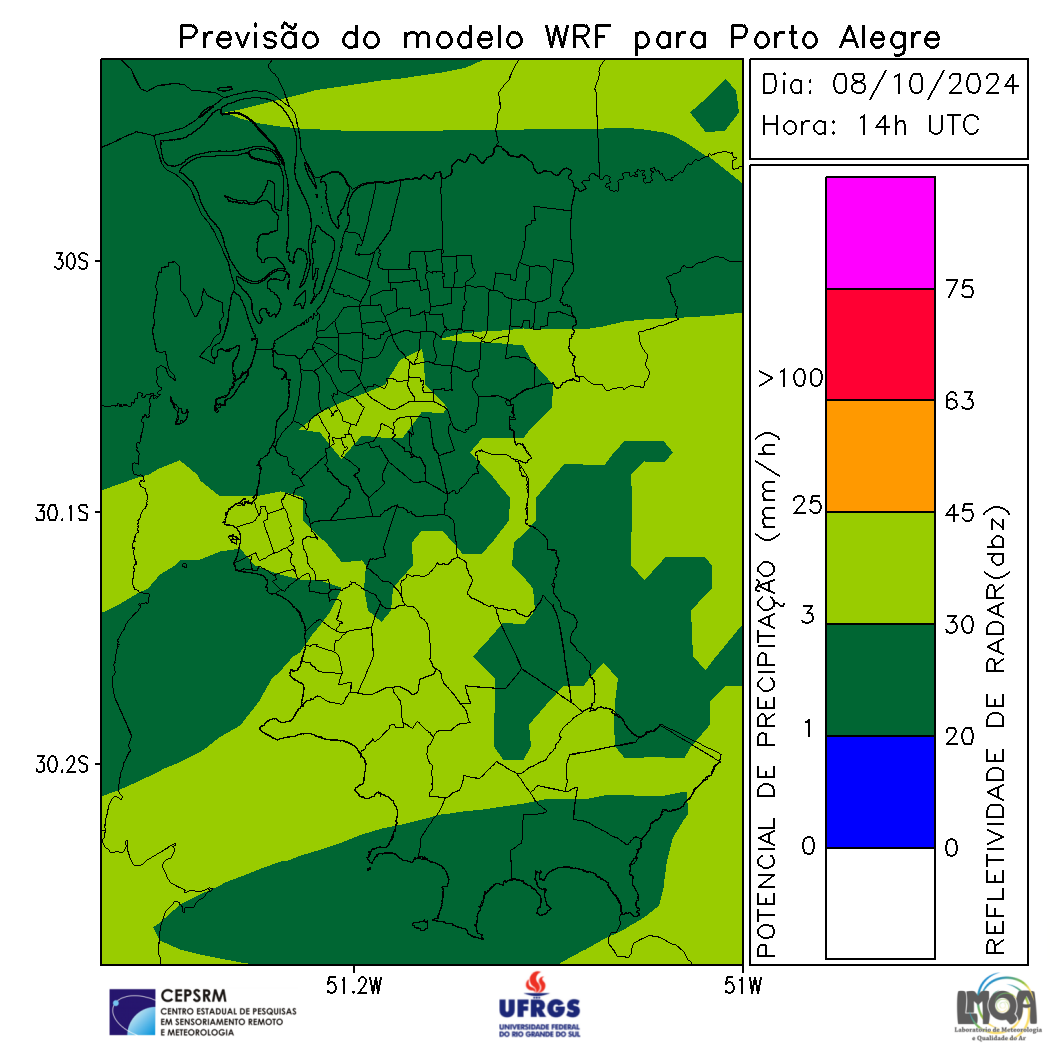 Previsão do modelo WRF para Porto Alegre
Dia: 08/10/2024
Hora: 14h UTC
30S
30.1S
30.2S
51.2W
51W
POTENCIAL DE PRECIPITAÇÃO (mm/h)
>100
25
3
1
0
75
63
45
30
20
0
REFLETIVIDADE DE RADAR(dbz)
CEPSRM
CENTRO ESTADUAL DE PESQUISAS
EM SENSORIAMENTO REMOTO
E METEOROLOGIA
UFRGS
UNIVERSIDADE FEDERAL
DO RIO GRANDE DO SUL
LMQA
Laboratório de Meteorologia
e Qualidade do Ar